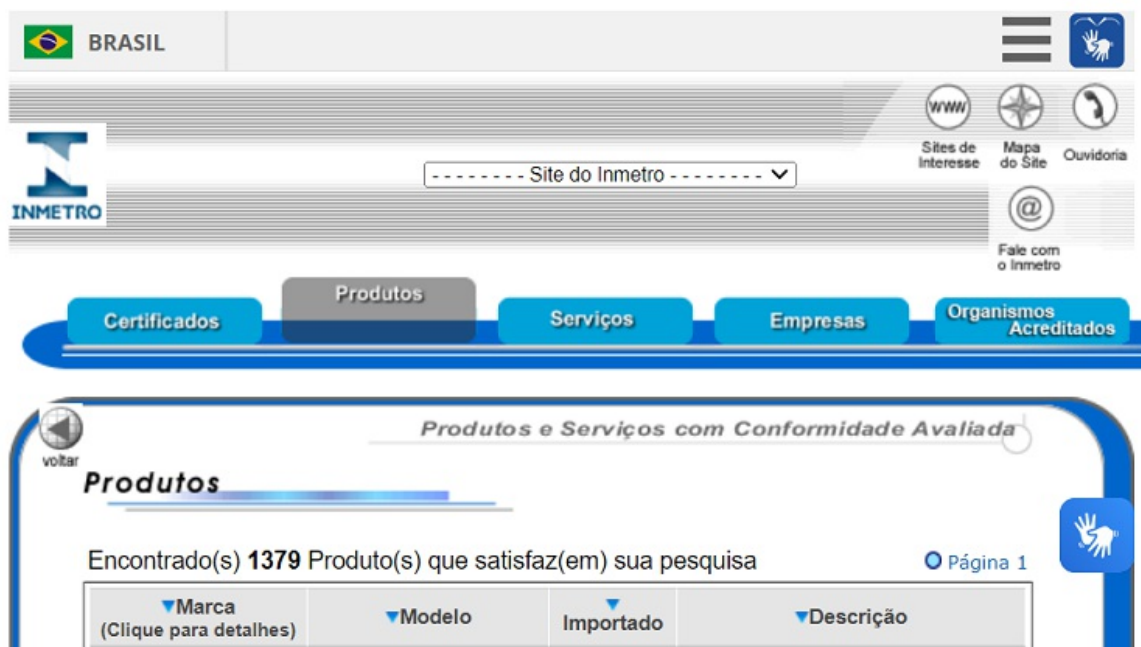 BRASIL
www
Sites de
Interesse
Mapa
do Site
Ouvidoria
- - - - - - - - Site do Inmetro - - - - - - - -
INMETRO
@
Fale com
o Inmetro
Certificados
Produtos
Serviços
Empresas
Organismos
Acreditados
voltar
Produtos e Serviços com Conformidade Avaliada
Produtos
Encontrado(s) 1379 Produto(s) que satisfaz(em) sua pesquisa
Página 1
Marca
(Clique para detalhes)
Modelo
Importado
Descrição